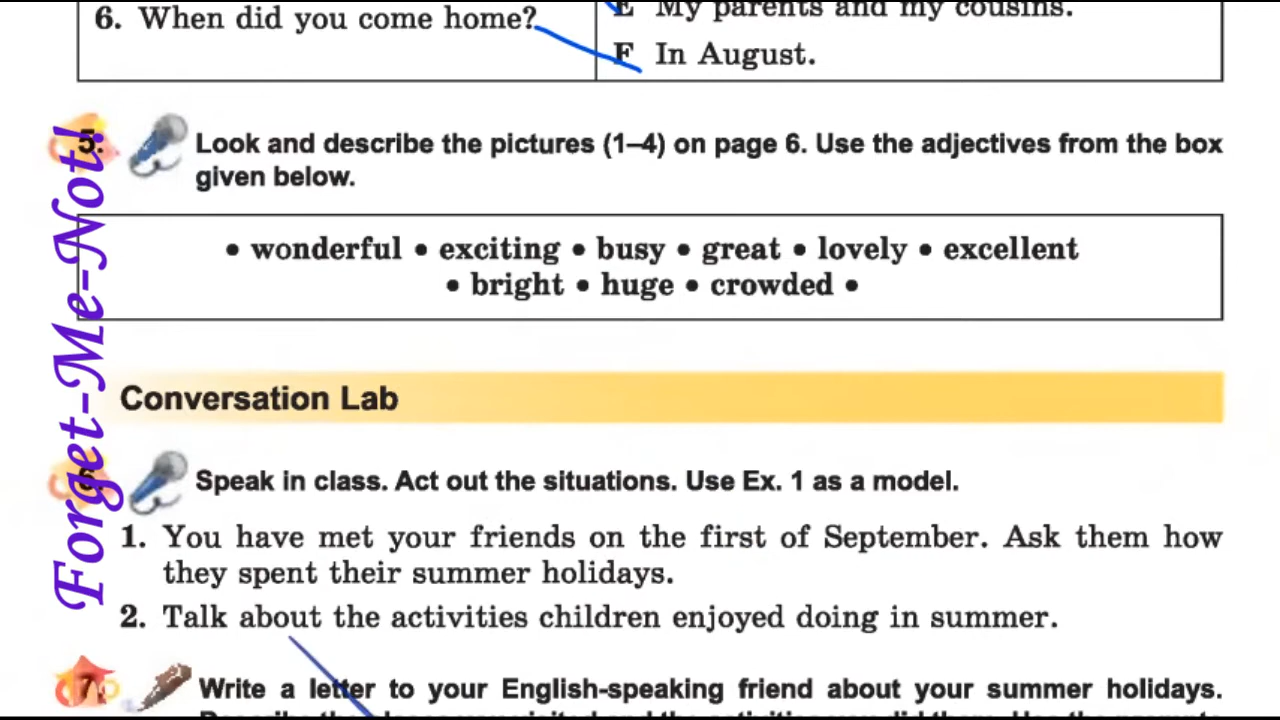 6. When did you come home?
E My parents and my cousins.
F In August.
5. Look and describe the pictures (1–4) on page 6. Use the adjectives from the box
given below.
• wonderful • exciting • busy • great • lovely • excellent
• bright • huge • crowded •
Conversation Lab
Speak in class. Act out the situations. Use Ex. 1 as a model.
1. You have met your friends on the first of September. Ask them how
they spent their summer holidays.
2. Talk about the activities children enjoyed doing in summer.
7. Write a letter to your English-speaking friend about your summer holidays.
Forget-Me-Not!